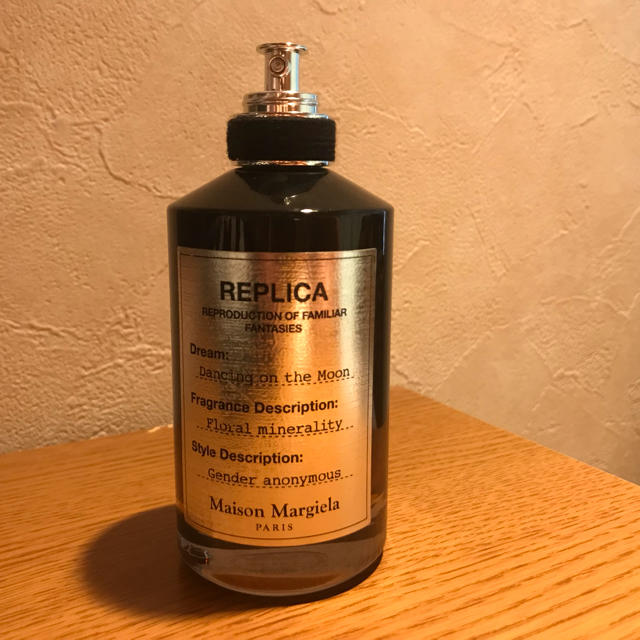 REPLICA
REPRODUCTION OF FAMILIAR
FANTASIES
Dream:
Dancing on the Moon
Fragrance Description:
Floral minerality
Style Description:
Gender anonymous
Maison Margiela
PARIS